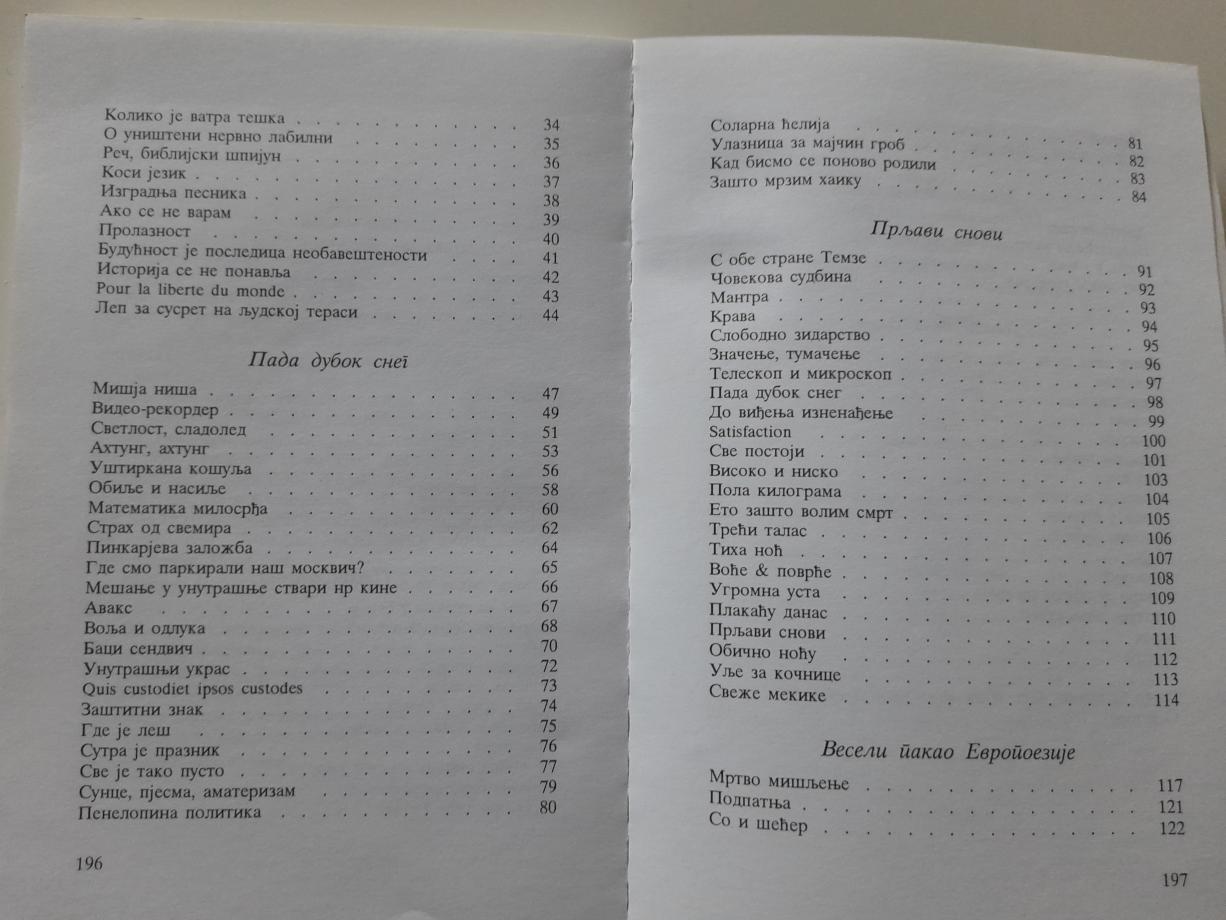 Колико је ватра тешка . . . . . . . . . . . . 34
О уништени нервно лабилни . . . . . . . . . 35
Реч, библијски шпијун . . . . . . . . . . . . 36
Коси језик . . . . . . . . . . . . . . . . . 37
Изградња песника . . . . . . . . . . . . . . 38
Ако се не варам . . . . . . . . . . . . . . 39
Пролазност . . . . . . . . . . . . . . . . 40
Будућност је последица необавештености . . . . 41
Историја се не понавља . . . . . . . . . . . 42
Pour la liberte du monde . . . . . . . . . . . . 43
Леп за сусрет на људској тераси . . . . . . . . 44
Пада дубок снег
Мишја ниша . . . . . . . . . . . . . . . . 47
Видео-рекордер . . . . . . . . . . . . . . . 49
Светлост, сладолед . . . . . . . . . . . . . 51
Ахтунг, ахтунг . . . . . . . . . . . . . . . 53
Уштиркана кошуља . . . . . . . . . . . . . . 56
Обиље и насиље . . . . . . . . . . . . . . 58
Математика милосрђа . . . . . . . . . . . . . 60
Страх од свемира . . . . . . . . . . . . . . 62
Пинкарјева заложба . . . . . . . . . . . . . . 64
Где смо паркирали наш москвич? . . . . . . . . 65
Мешање у унутрашње ствари нр кине . . . . . . 66
Авакс . . . . . . . . . . . . . . . . . . 67
Воља и одлука . . . . . . . . . . . . . . . 68
Баци сендвич . . . . . . . . . . . . . . . . 70
Унутрашњи украс . . . . . . . . . . . . . . 72
Quis custodiet ipsos custodes . . . . . . . . . . 73
Заштитни знак . . . . . . . . . . . . . . . 74
Где је леш . . . . . . . . . . . . . . . . 75
Сутра је празник . . . . . . . . . . . . . . 76
Све је тако пусто . . . . . . . . . . . . . . 77
Сунце, пјесма, аматеризам . . . . . . . . . . 79
Пенелопина политика . . . . . . . . . . . . 80
196
Соларна ћелија . . . . . . . . . . . . . . 81
Улазница за мајчин гроб . . . . . . . . . . . 82
Кад бисмо се поново родили . . . . . . . . . 83
Зашто мрзим хаику . . . . . . . . . . . . . 84
Прљави снови
С обе стране Темзе . . . . . . . . . . . . . 91
Човекова судбина . . . . . . . . . . . . . . 92
Мантра . . . . . . . . . . . . . . . . . . 93
Крава . . . . . . . . . . . . . . . . . . 94
Слободно зидарство . . . . . . . . . . . . . 95
Значење, тумачење . . . . . . . . . . . . . 96
Телескоп и микроскоп . . . . . . . . . . . . 97
Пада дубок снег . . . . . . . . . . . . . . 98
До виђења изненађење . . . . . . . . . . . 99
Satisfaction . . . . . . . . . . . . . . . . 100
Све постоји . . . . . . . . . . . . . . . . 101
Високо и ниско . . . . . . . . . . . . . . 103
Пола килограма . . . . . . . . . . . . . . 104
Ето зашто волим смрт . . . . . . . . . . . . 105
Трећи талас . . . . . . . . . . . . . . . . 106
Тиха ноћ . . . . . . . . . . . . . . . . . 107
Воће & поврће . . . . . . . . . . . . . . . 108
Угромна уста . . . . . . . . . . . . . . . 109
Плакаћу данас . . . . . . . . . . . . . . . 110
Прљави снови . . . . . . . . . . . . . . . 111
Обично ноћу . . . . . . . . . . . . . . . 112
Уље за кочнице . . . . . . . . . . . . . . 113
Свеже мекике . . . . . . . . . . . . . . . 114
Весели пакао Европоезије
Мртво мишљење . . . . . . . . . . . . . . 117
Подпатња . . . . . . . . . . . . . . . . . 121
Со и шећер . . . . . . . . . . . . . . . . 122
197